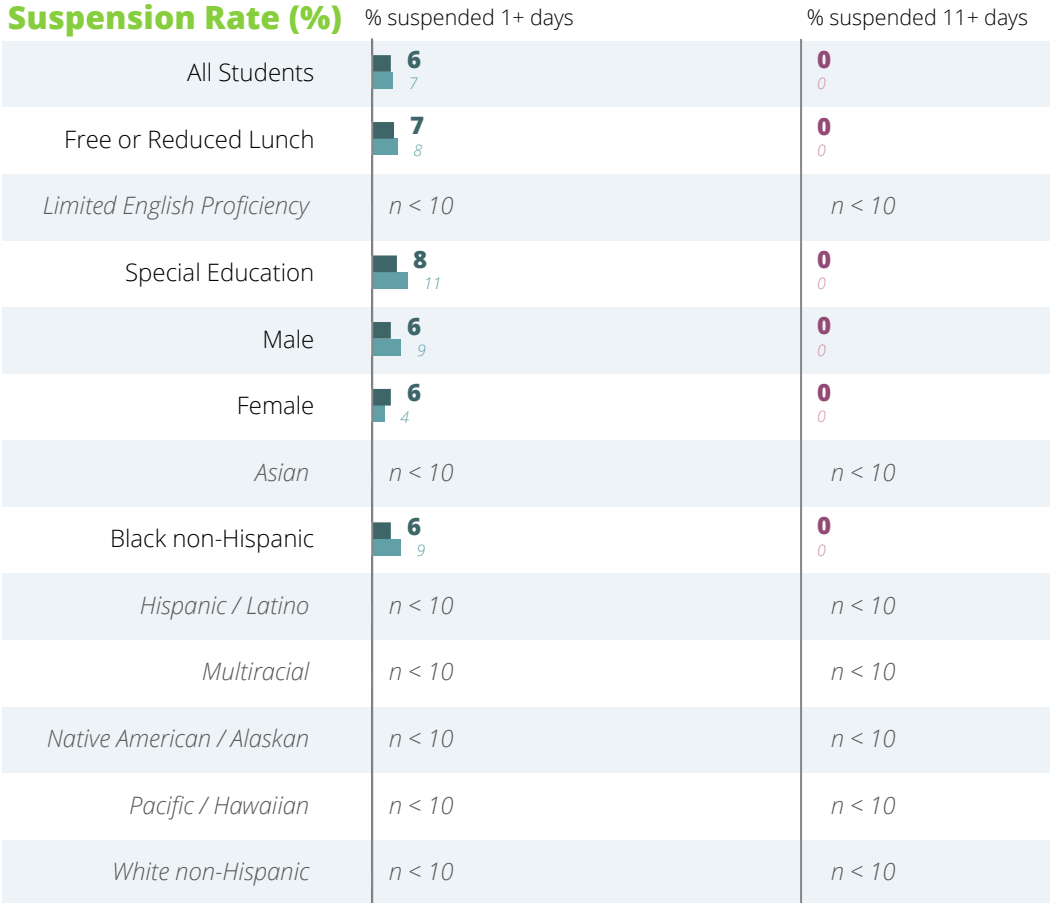 Suspension Rate (%) % suspended 1+ days % suspended 11+ days
All Students 6 0
7 0
Free or Reduced Lunch 7 0
8 0
Limited English Proficiency n < 10 n < 10
Special Education 8 0
11 0
Male 6 0
9 0
Female 6 0
4 0
Asian n < 10 n < 10
Black non-Hispanic 6 0
9 0
Hispanic / Latino n < 10 n < 10
Multiracial n < 10 n < 10
Native American / Alaskan n < 10 n < 10
Pacific / Hawaiian n < 10 n < 10
White non-Hispanic n < 10 n < 10